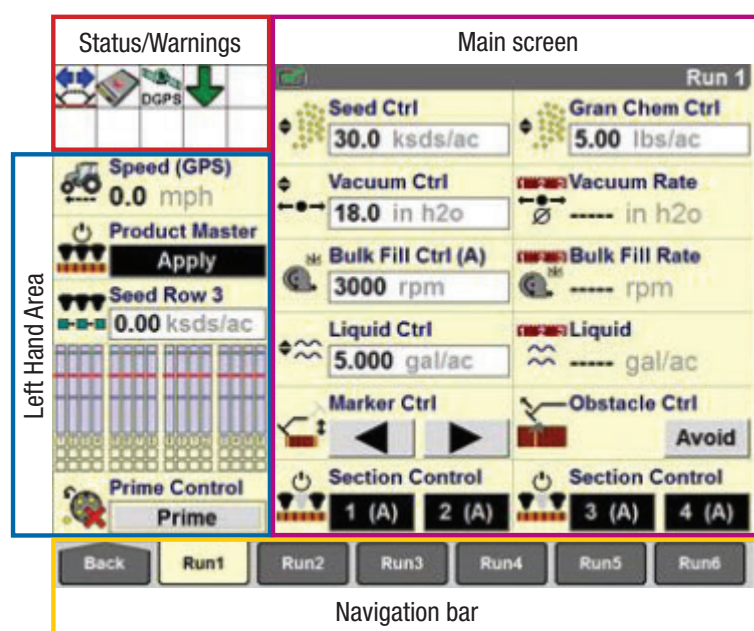 Status/Warnings
Main screen
DGPS
Run 1
Left Hand Area
Speed (GPS)
0.0 mph
Product Master
Apply
Seed Row 3
0.00 ksds/ac
Prime Control
Prime
Seed Ctrl
30.0 ksds/ac
Gran Chem Ctrl
5.00 lbs/ac
Vacuum Ctrl
18.0 in h2o
Vacuum Rate
----- in h2o
Bulk Fill Ctrl (A)
3000 rpm
Bulk Fill Rate
----- rpm
Liquid Ctrl
5.000 gal/ac
Liquid
----- gal/ac
Marker Ctrl
Obstacle Ctrl
Avoid
Section Control
1 (A) 2 (A)
Section Control
3 (A) 4 (A)
Back Run1 Run2 Run3 Run4 Run5 Run6
Navigation bar